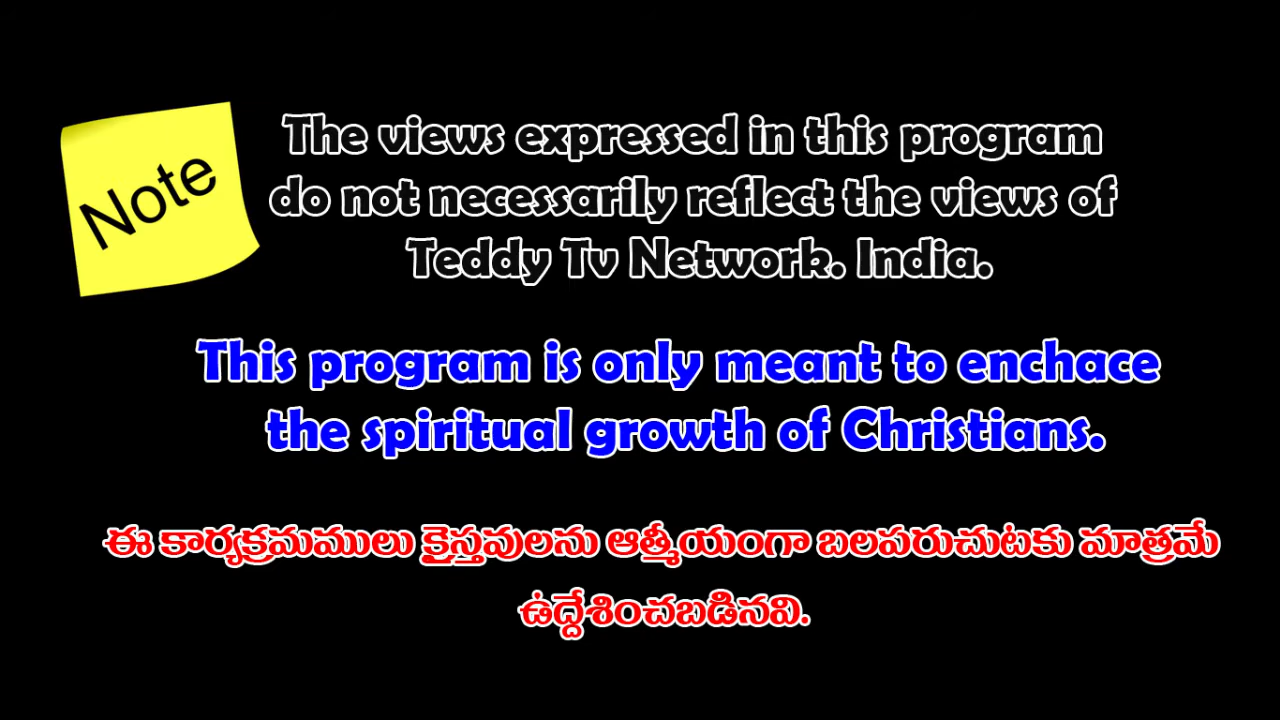 Note
The views expressed in this program
do not necessarily reflect the views of
Teddy Tv Network. India.
This program is only meant to enchace
the spiritual growth of Christians.
ఈ కార్యక్రమములు క్రైస్తవులను ఆత్మీయంగా బలపరుచుటకు మాత్రమే
ఉద్దేశించబడినవి.